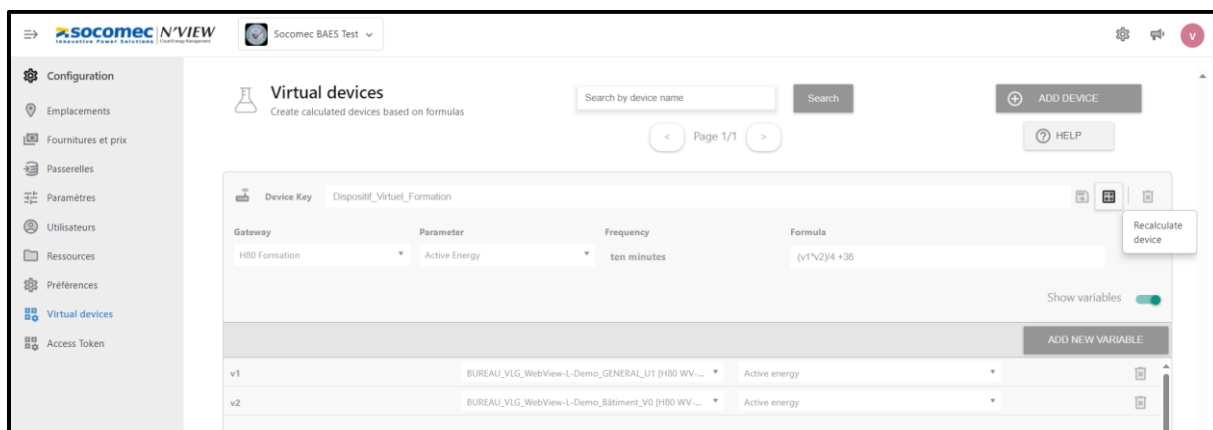 socomec N'VIEW
Innovative Power Solutions Cloud Energy Management
Socomec BAES Test
V
Configuration
Emplacements
Fournitures et prix
Passerelles
Paramètres
Utilisateurs
Ressources
Préférences
Virtual devices
Access Token
Virtual devices
Create calculated devices based on formulas
Search by device name
Search
< Page 1/1 >
ADD DEVICE
HELP
Device Key Dispositif_Virtuel_Formation
Recalculate
device
Gateway Parameter Frequency Formula
H80 Formation Active Energy ten minutes (v1*v2)/4 +36
Show variables
ADD NEW VARIABLE
v1 BUREAU_VLG_WebView-L-Demo_GENERAL_U1 [H80 WV-... Active energy
v2 BUREAU_VLG_WebView-L-Demo_Bâtiment_V0 [H80 WV-... Active energy